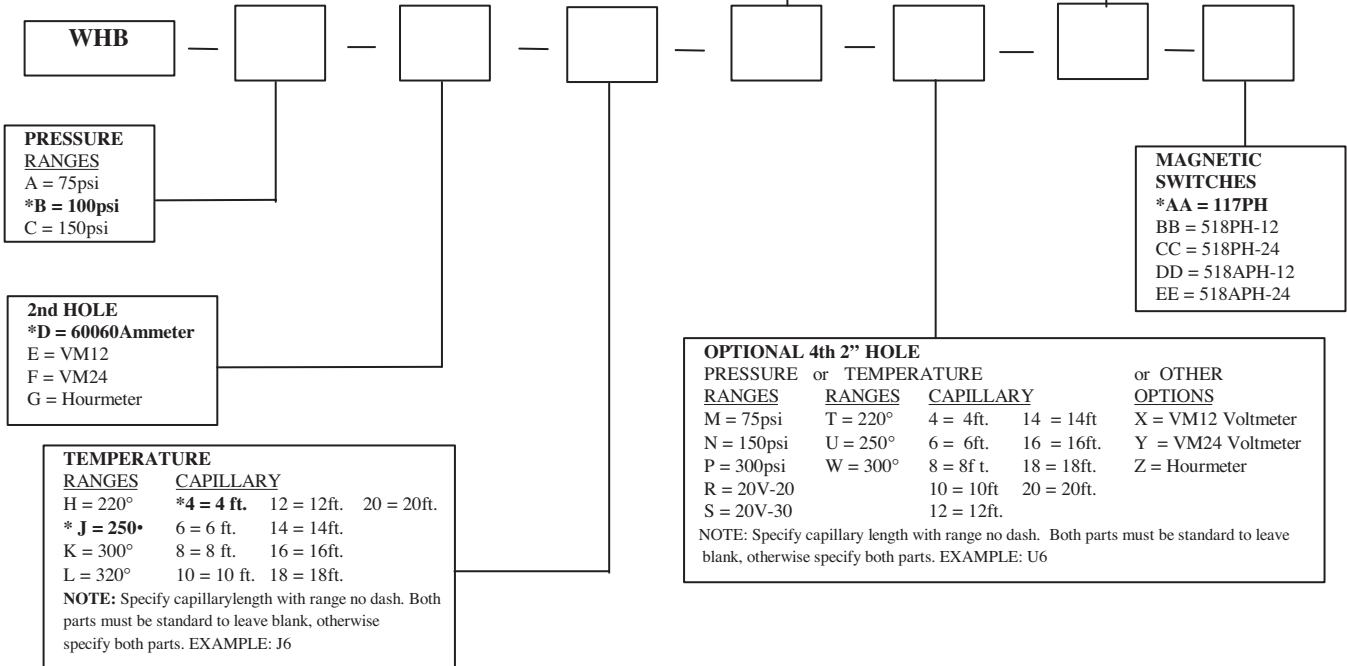 WHB
PRESSURE
RANGES
A = 75psi
*B = 100psi
C = 150psi
2nd HOLE
*D = 60060Ammeter
E = VM12
F = VM24
G = Hourmeter
TEMPERATURE
RANGES CAPILLARY
H = 220° *4 = 4 ft. 12 = 12ft. 20 = 20ft.
* J = 250• 6 = 6 ft. 14 = 14ft.
K = 300° 8 = 8 ft. 16 = 16ft.
L = 320° 10 = 10 ft. 18 = 18ft.
NOTE: Specify capillarylength with range no dash. Both
parts must be standard to leave blank, otherwise
specify both parts. EXAMPLE: J6
OPTIONAL 4th 2” HOLE
PRESSURE or TEMPERATURE or OTHER
RANGES RANGES CAPILLARY OPTIONS
M = 75psi T = 220° 4 = 4ft. 14 = 14ft X = VM12 Voltmeter
N = 150psi U = 250° 6 = 6ft. 16 = 16ft. Y = VM24 Voltmeter
P = 300psi W = 300° 8 = 8f t. 18 = 18ft. Z = Hourmeter
R = 20V-20 10 = 10ft 20 = 20ft.
S = 20V-30 12 = 12ft.
NOTE: Specify capillary length with range no dash. Both parts must be standard to leave
blank, otherwise specify both parts. EXAMPLE: U6
MAGNETIC
SWITCHES
*AA = 117PH
BB = 518PH-12
CC = 518PH-24
DD = 518APH-12
EE = 518APH-24